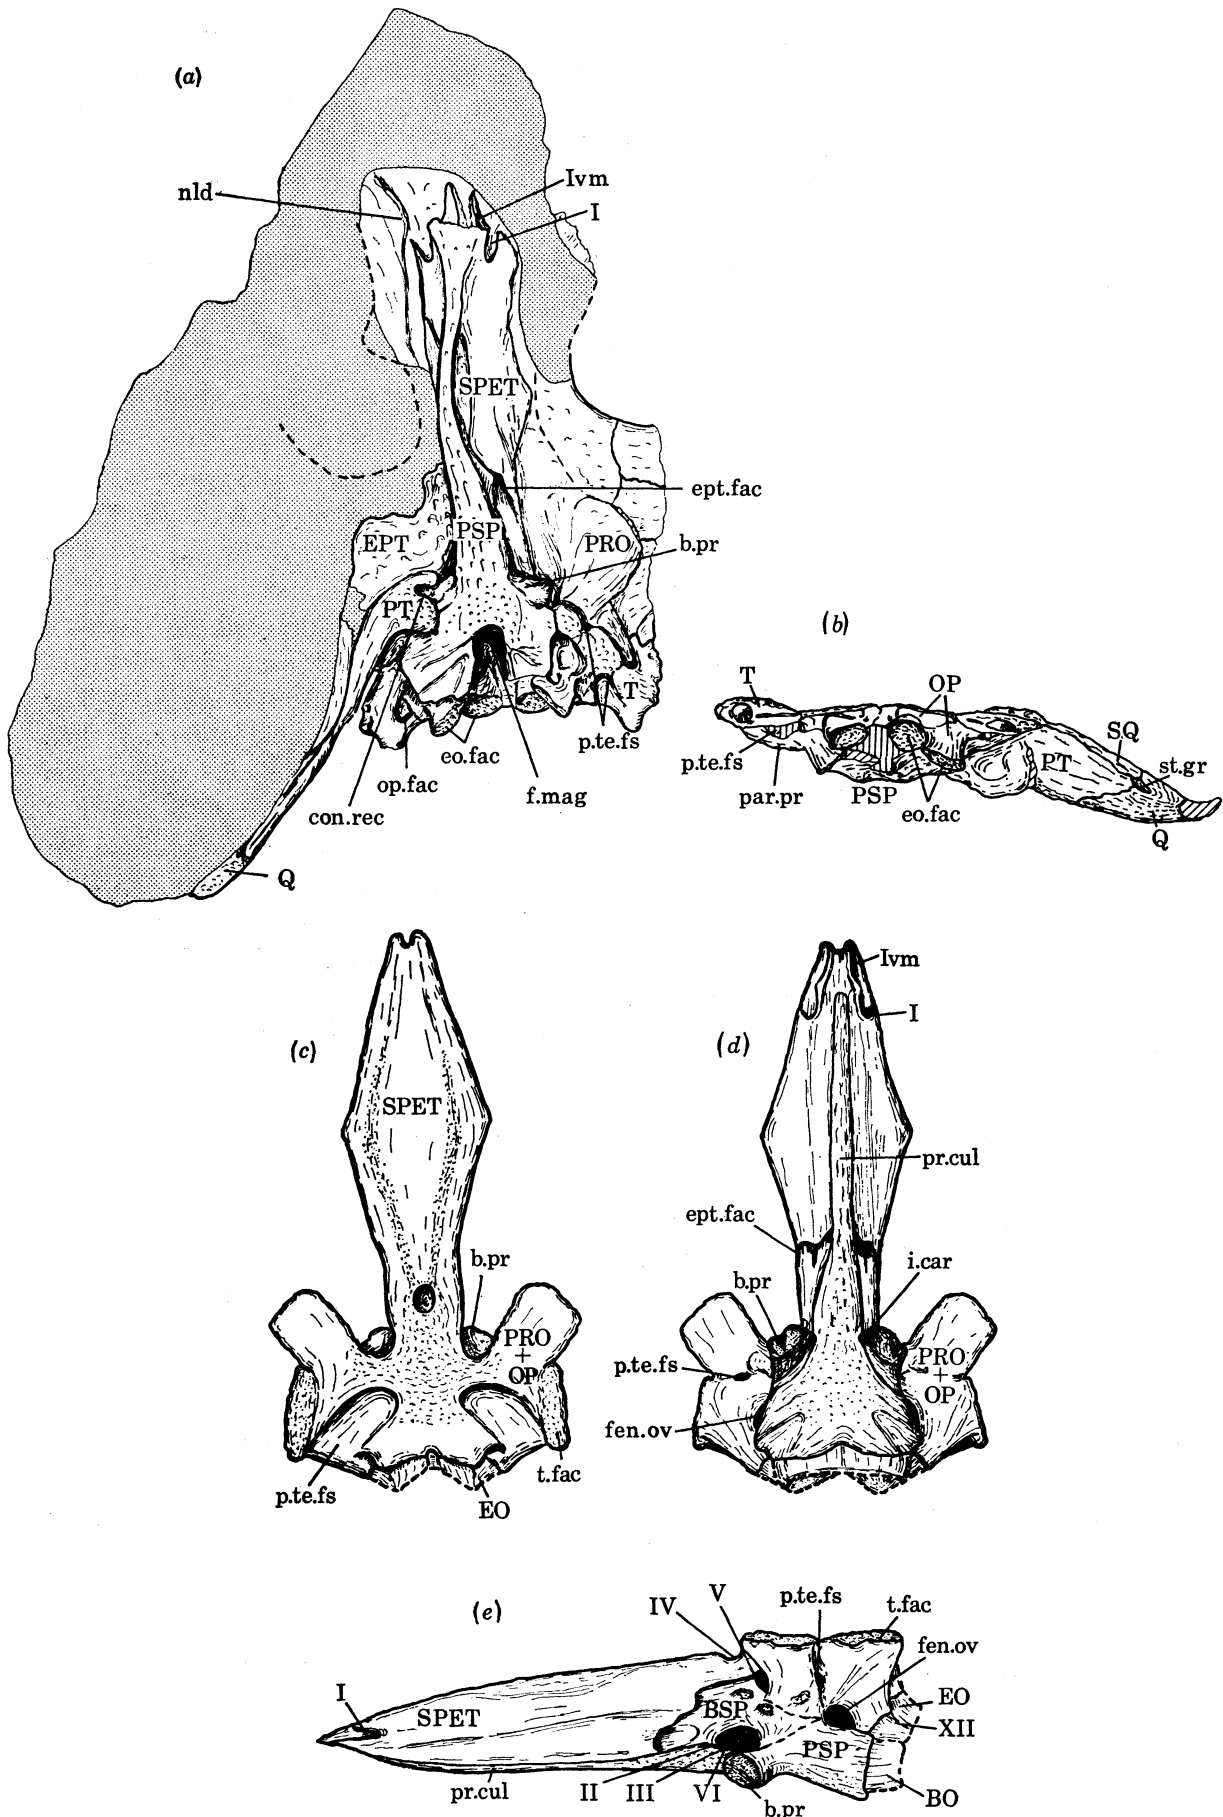 (a)
nld
Ivm
I
SPET
ept.fac
EPT
PSP
PRO
b.pr
PT
T
p.te.fs
eo.fac
op.fac
f.mag
con.rec
Q
(b)
T
OP
SQ
p.te.fs
PT
st.gr
par.pr
PSP
eo.fac
Q
(c)
SPET
b.pr
PRO
+
OP
p.te.fs
t.fac
EO
(d)
Ivm
I
pr.cul
ept.fac
i.car
b.pr
p.te.fs
PRO
+
OP
fen.ov
(e)
IV
V
p.te.fs
t.fac
fen.ov
I
SPET
BSP
EO
XII
PSP
pr.cul
II
III
VI
b.pr
BO